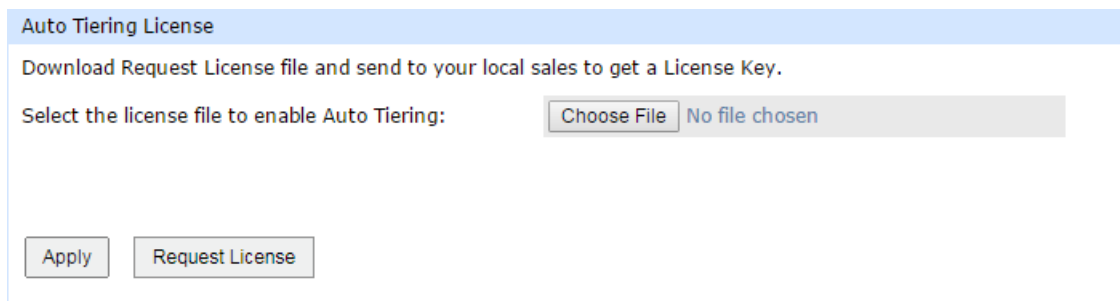 Auto Tiering License
Download Request License file and send to your local sales to get a License Key.
Select the license file to enable Auto Tiering: Choose File No file chosen
Apply Request License